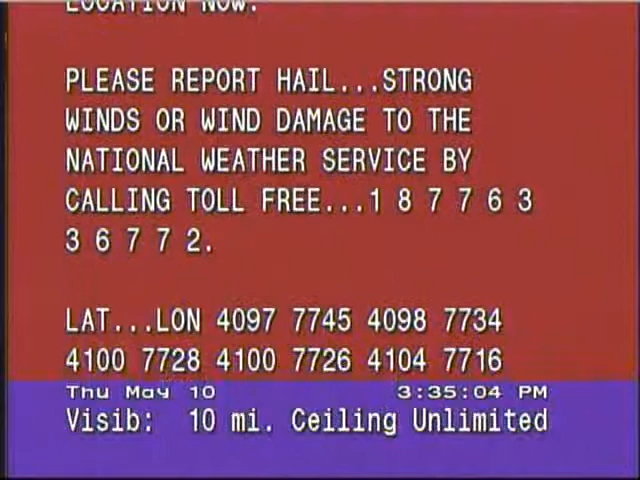 LOCATION NOW.
PLEASE REPORT HAIL...STRONG
WINDS OR WIND DAMAGE TO THE
NATIONAL WEATHER SERVICE BY
CALLING TOLL FREE...1 8 7 7 6 3
3 6 7 7 2.
LAT...LON 4097 7745 4098 7734
4100 7728 4100 7726 4104 7716
Thu May 10 3:35:04 PM
Visib: 10 mi. Ceiling Unlimited